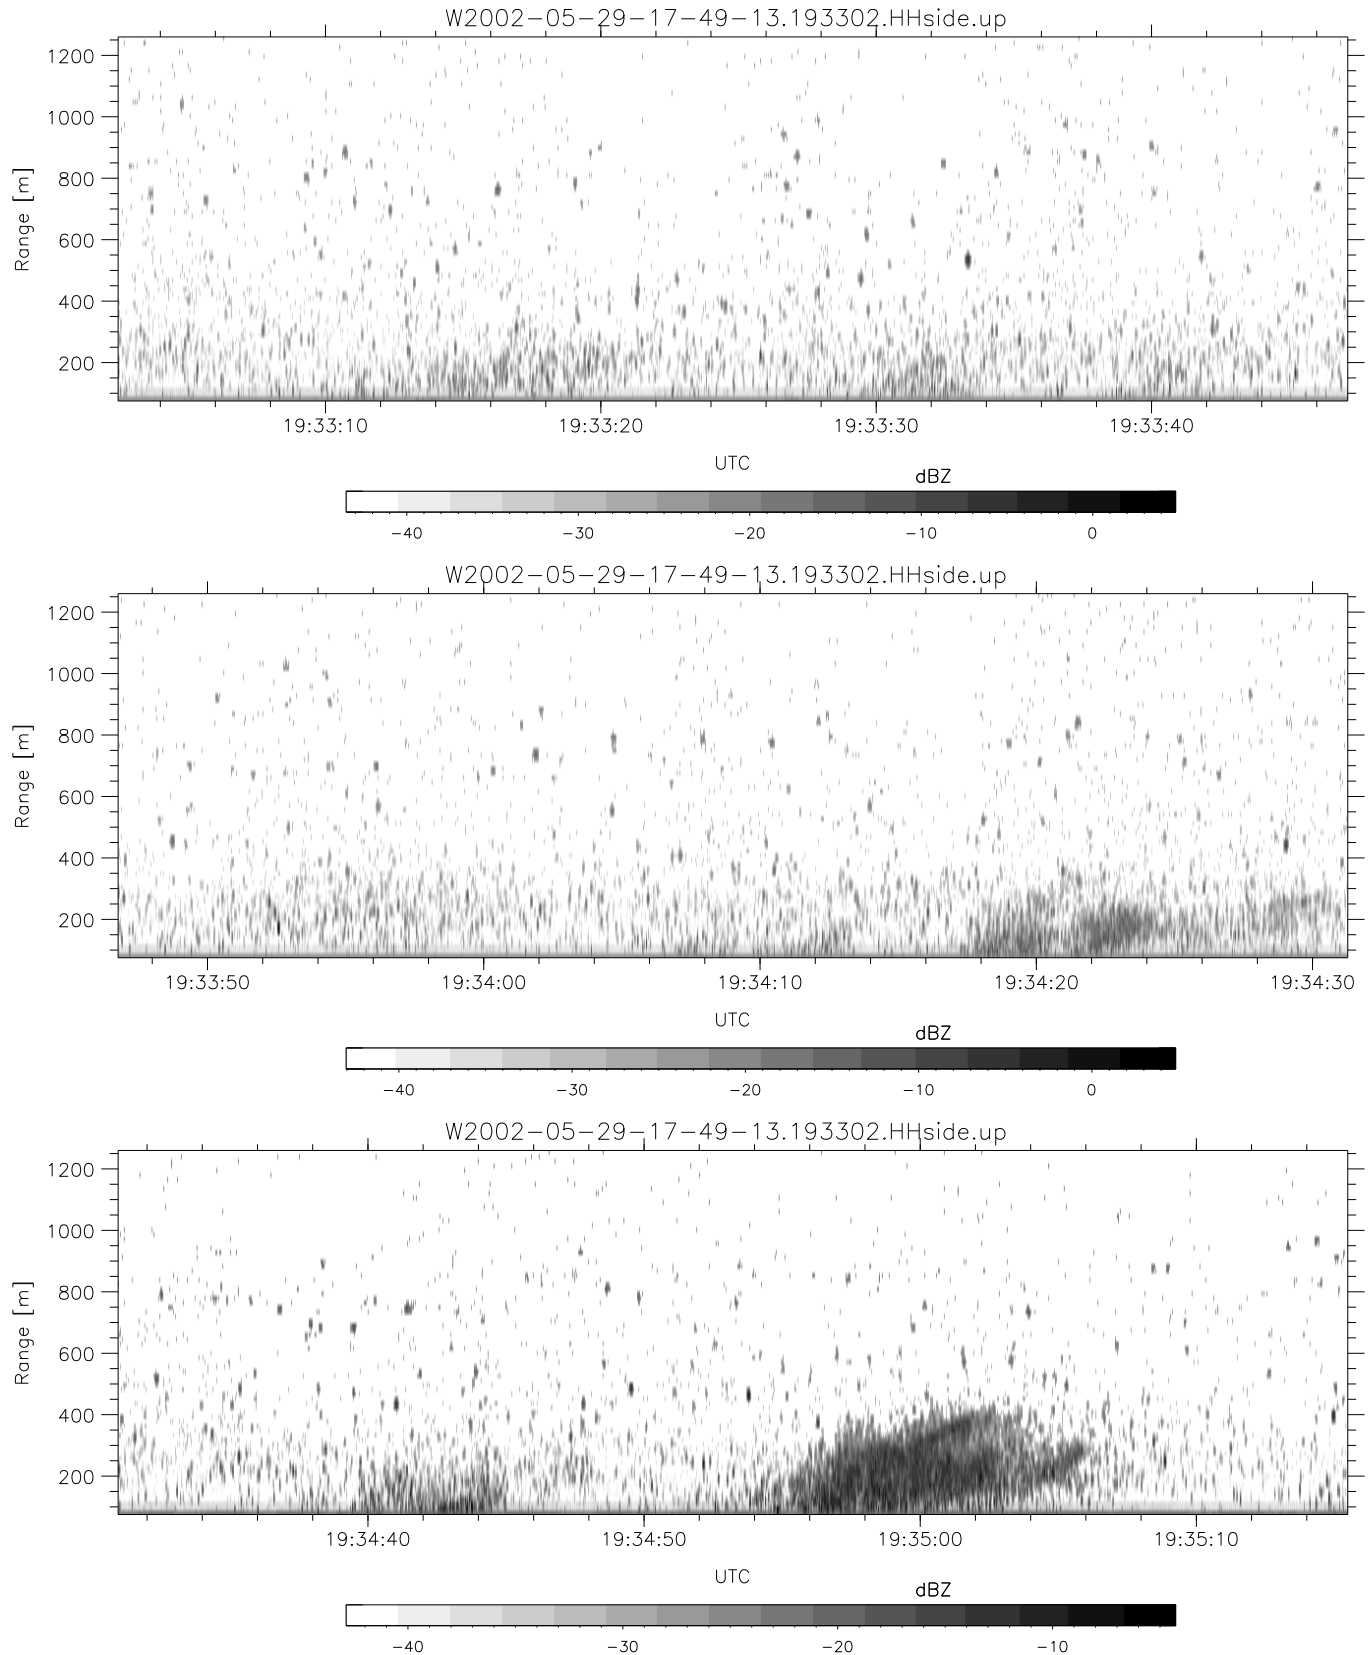 W2002-05-29-17-49-13.193302.HHside.up
1200
1000
800
600
400
200
Range [m]
19:33:10 19:33:20 19:33:30 19:33:40
UTC
dBZ
-40 -30 -20 -10 0
W2002-05-29-17-49-13.193302.HHside.up
1200
1000
800
600
400
200
Range [m]
19:33:50 19:34:00 19:34:10 19:34:20 19:34:30
UTC
dBZ
-40 -30 -20 -10 0
W2002-05-29-17-49-13.193302.HHside.up
1200
1000
800
600
400
200
Range [m]
19:34:40 19:34:50 19:35:00 19:35:10
UTC
dBZ
-40 -30 -20 -10